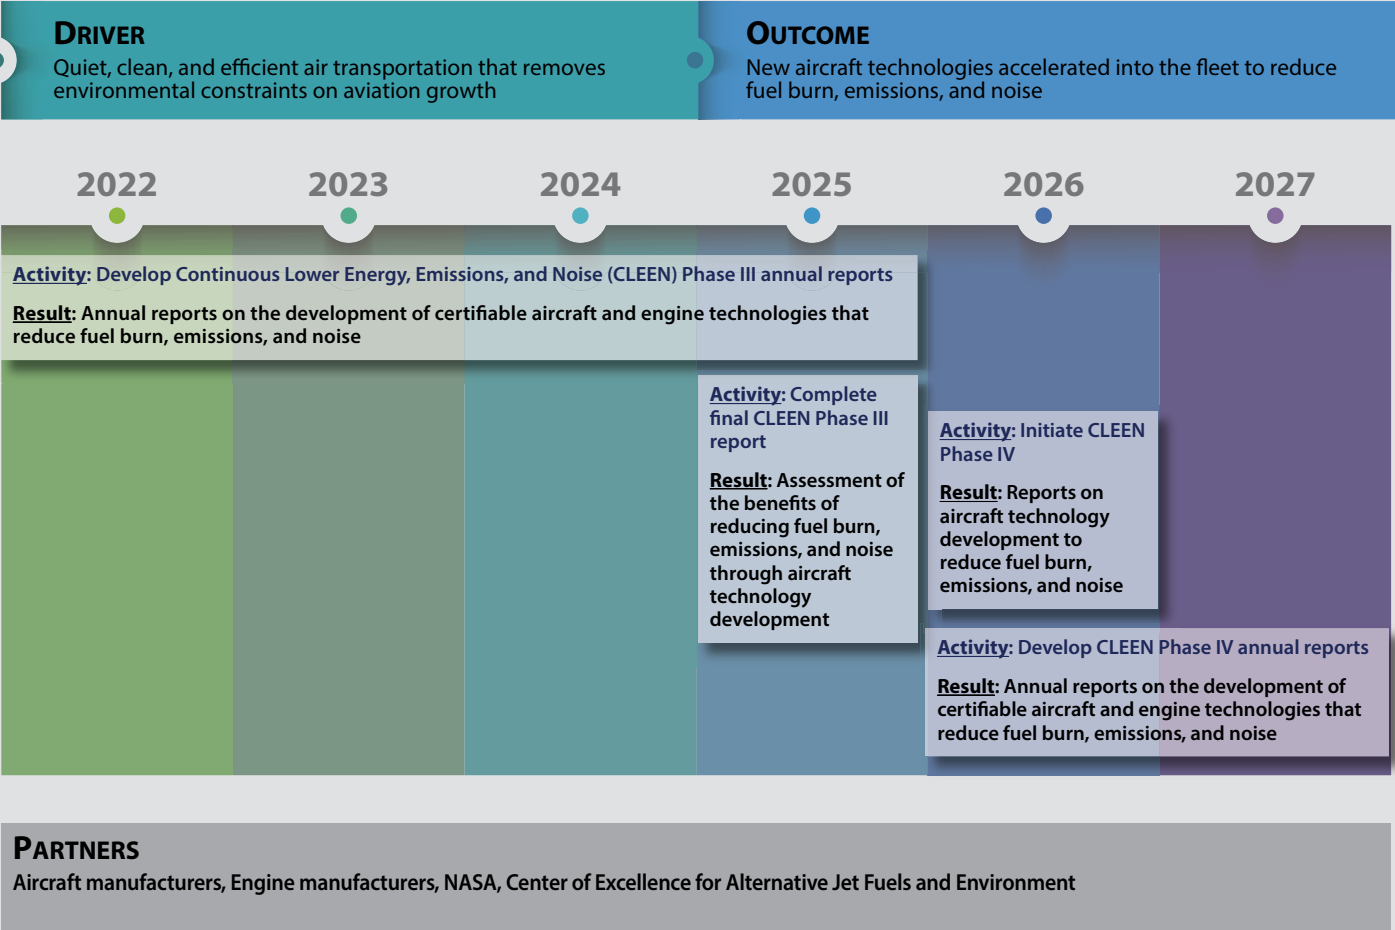 DRIVER
Quiet, clean, and efficient air transportation that removes
environmental constraints on aviation growth
OUTCOME
New aircraft technologies accelerated into the fleet to reduce
fuel burn, emissions, and noise
2022
2023
2024
2025
2026
2027
Activity: Develop Continuous Lower Energy, Emissions, and Noise (CLEEN) Phase III annual reports
Result: Annual reports on the development of certifiable aircraft and engine technologies that
reduce fuel burn, emissions, and noise
Activity: Complete
final CLEEN Phase III
report
Result: Assessment of
the benefits of
reducing fuel burn,
emissions, and noise
through aircraft
technology
development
Activity: Initiate CLEEN
Phase IV
Result: Reports on
aircraft technology
development to
reduce fuel burn,
emissions, and noise
Activity: Develop CLEEN Phase IV annual reports
Result: Annual reports on the development of
certifiable aircraft and engine technologies that
reduce fuel burn, emissions, and noise
PARTNERS
Aircraft manufacturers, Engine manufacturers, NASA, Center of Excellence for Alternative Jet Fuels and Environment